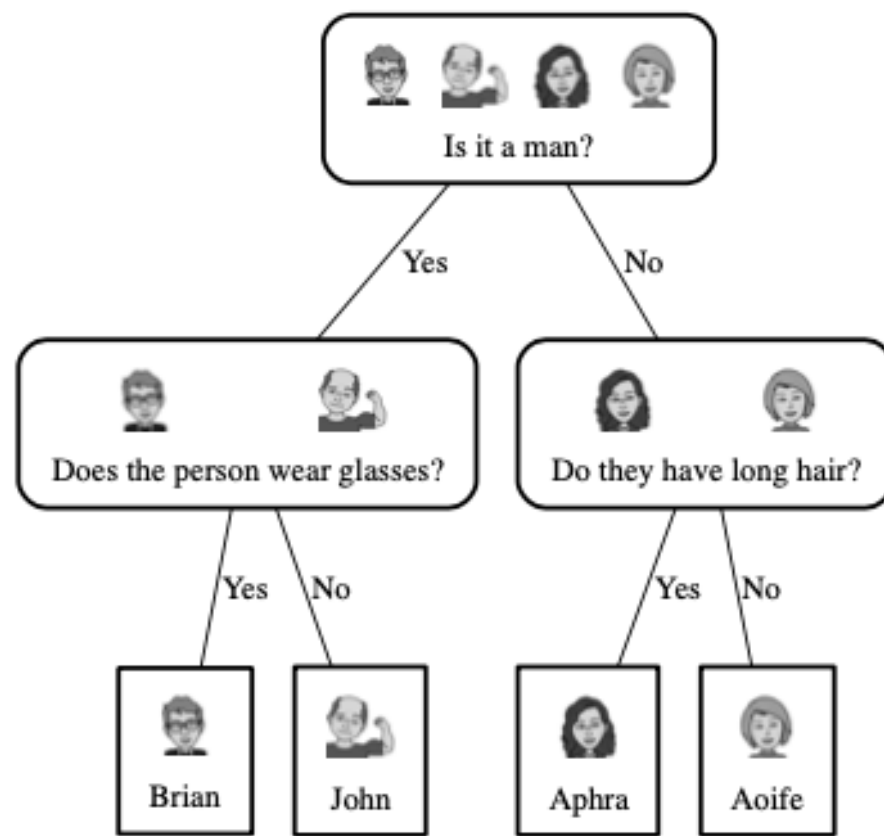 Is it a man?
Yes
No
Does the person wear glasses?
Do they have long hair?
Yes
No
Yes
No
Brian
John
Aphra
Aoife